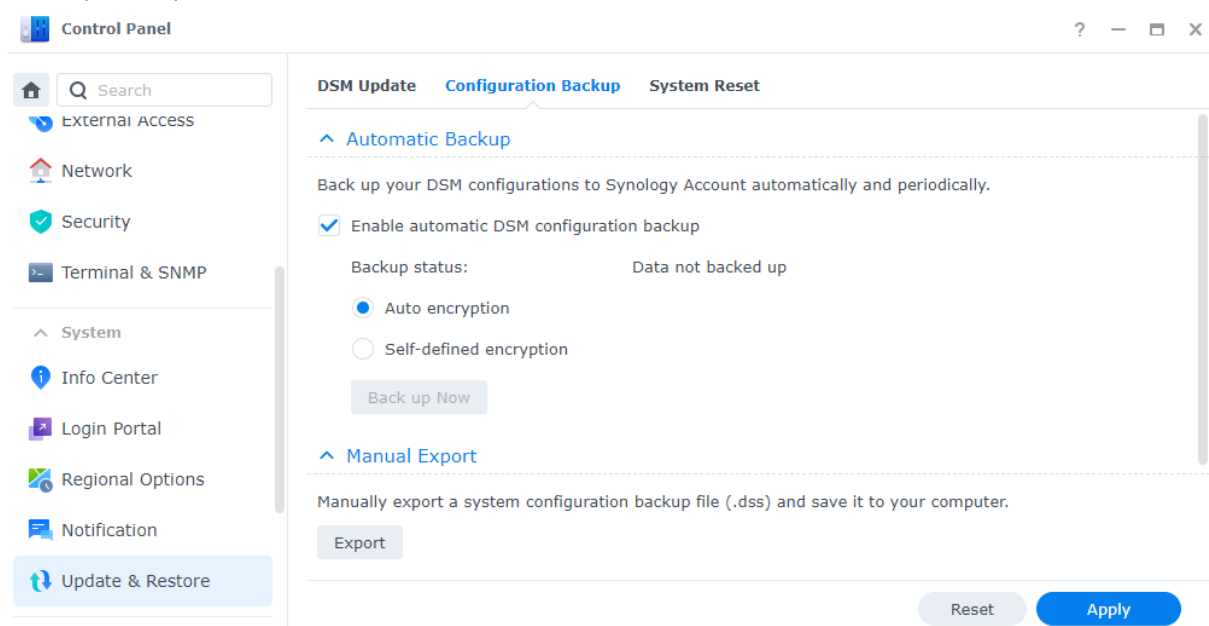 Control Panel
?
Search
External Access
Network
Security
Terminal & SNMP
System
Info Center
Login Portal
Regional Options
Notification
Update & Restore
DSM Update Configuration Backup System Reset
Automatic Backup
Back up your DSM configurations to Synology Account automatically and periodically.
Enable automatic DSM configuration backup
Backup status: Data not backed up
Auto encryption
Self-defined encryption
Back up Now
Manual Export
Manually export a system configuration backup file (.dss) and save it to your computer.
Export
Reset Apply